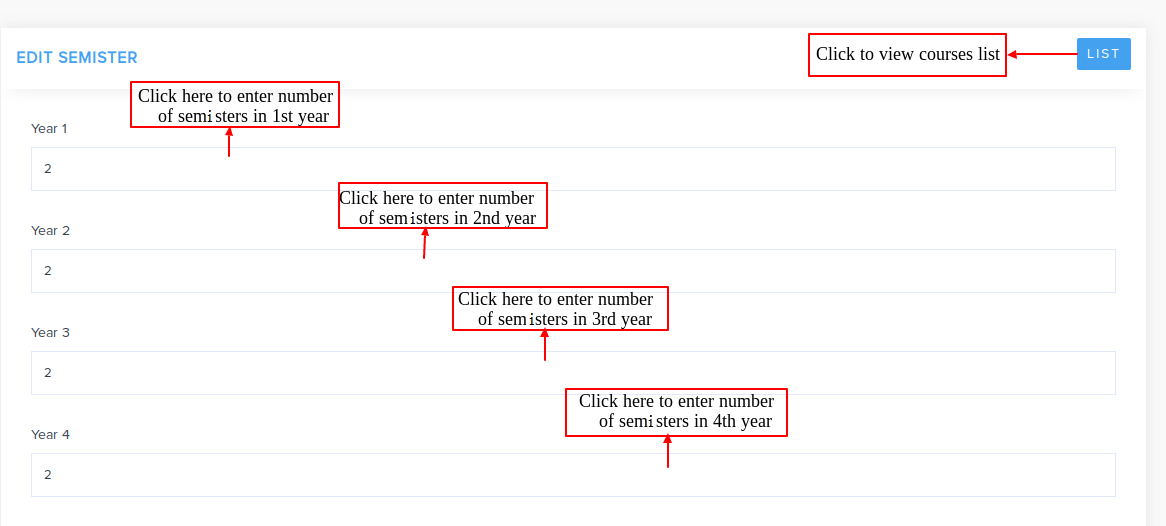 EDIT SEMISTER
Click to view courses list
LIST
Click here to enter number
of semisters in 1st year
Year 1
2
Click here to enter number
of semisters in 2nd year
Year 2
2
Click here to enter number
of semisters in 3rd year
Year 3
2
Click here to enter number
of semisters in 4th year
Year 4
2